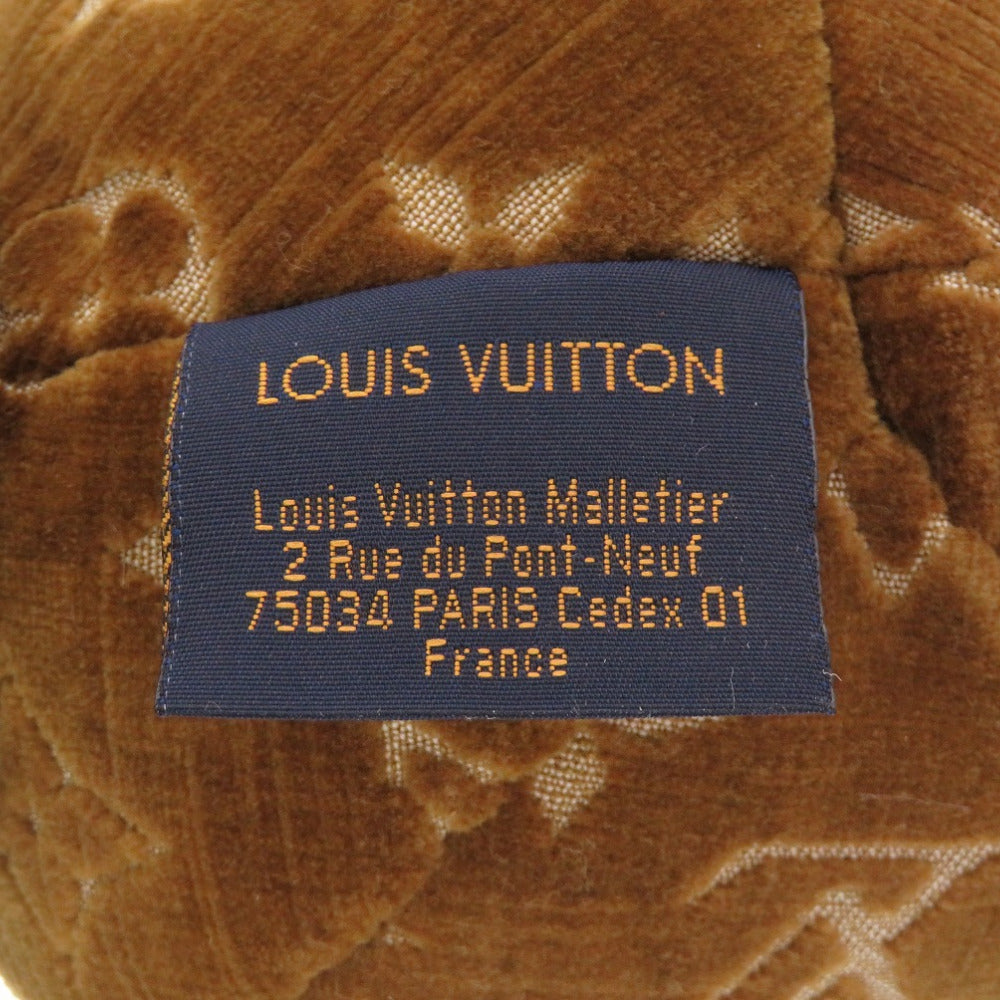 LOUIS VUITTON
Louis Vuitton Malletier
2 Rue du Pont-Neuf
75034 PARIS Cedex 01
France